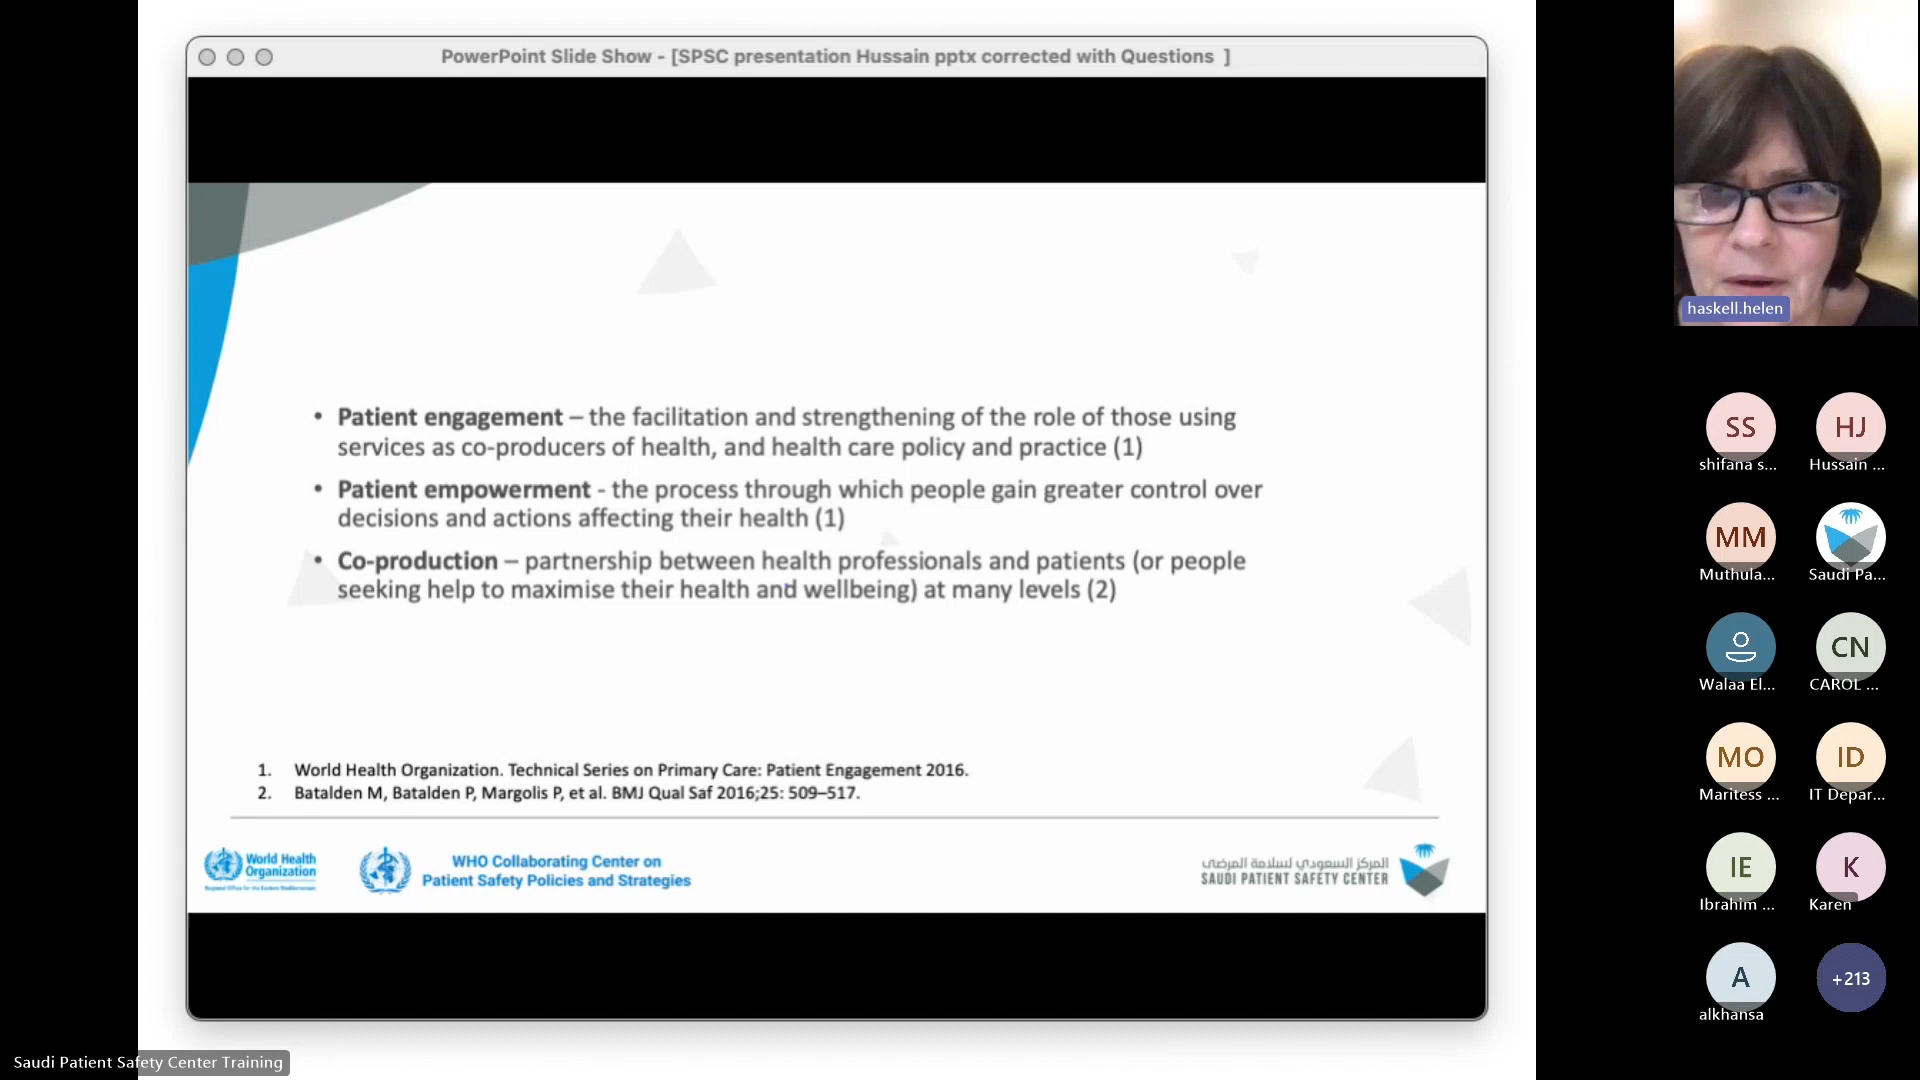 PowerPoint Slide Show - [SPSC presentation Hussain pptx corrected with Questions ]
• Patient engagement – the facilitation and strengthening of the role of those using
services as co-producers of health, and health care policy and practice (1)
• Patient empowerment - the process through which people gain greater control over
decisions and actions affecting their health (1)
• Co-production – partnership between health professionals and patients (or people
seeking help to maximise their health and wellbeing) at many levels (2)
1. World Health Organization. Technical Series on Primary Care: Patient Engagement 2016.
2. Batalden M, Batalden P, Margolis P, et al. BMJ Qual Saf 2016;25: 509–517.
World Health
Organization
Regional Office for the Eastern Mediterranean
WHO Collaborating Center on
Patient Safety Policies and Strategies
المركز السعودي لسلامة المرضى
SAUDI PATIENT SAFETY CENTER
Saudi Patient Safety Center Training
haskell.helen
SS
shifana s...
HJ
Hussain ...
MM
Muthula...
Saudi Pa...
Walaa El...
CN
CAROL ...
MO
Maritess ...
ID
IT Depar...
IE
Ibrahim ...
K
Karen
A
alkhansa
+213